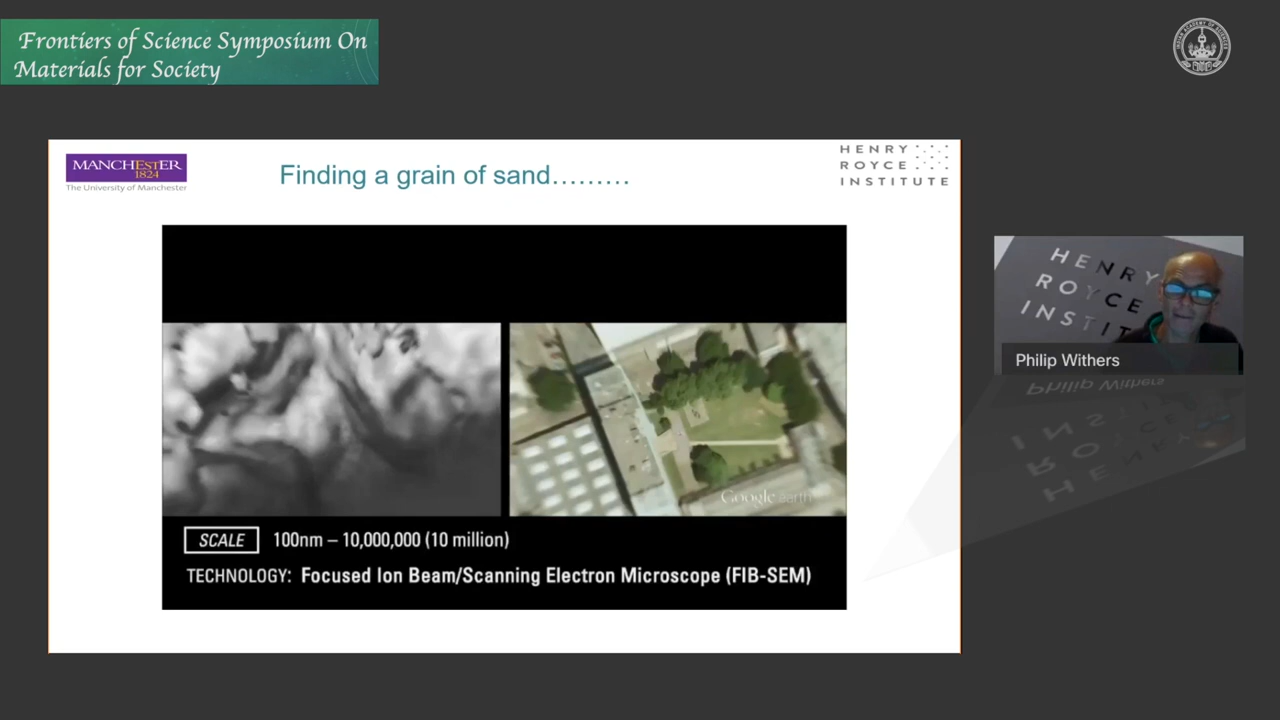 Frontiers of Science Symposium On
Materials for Society
MANCHESTER
1824
The University of Manchester
Finding a grain of sand………
HENRY
ROYCE
INSTITUTE
Google earth
SCALE 100nm – 10,000,000 (10 million)
TECHNOLOGY: Focused Ion Beam/Scanning Electron Microscope (FIB-SEM)
HENRY
ROYCE
INSTIT
Philip Withers